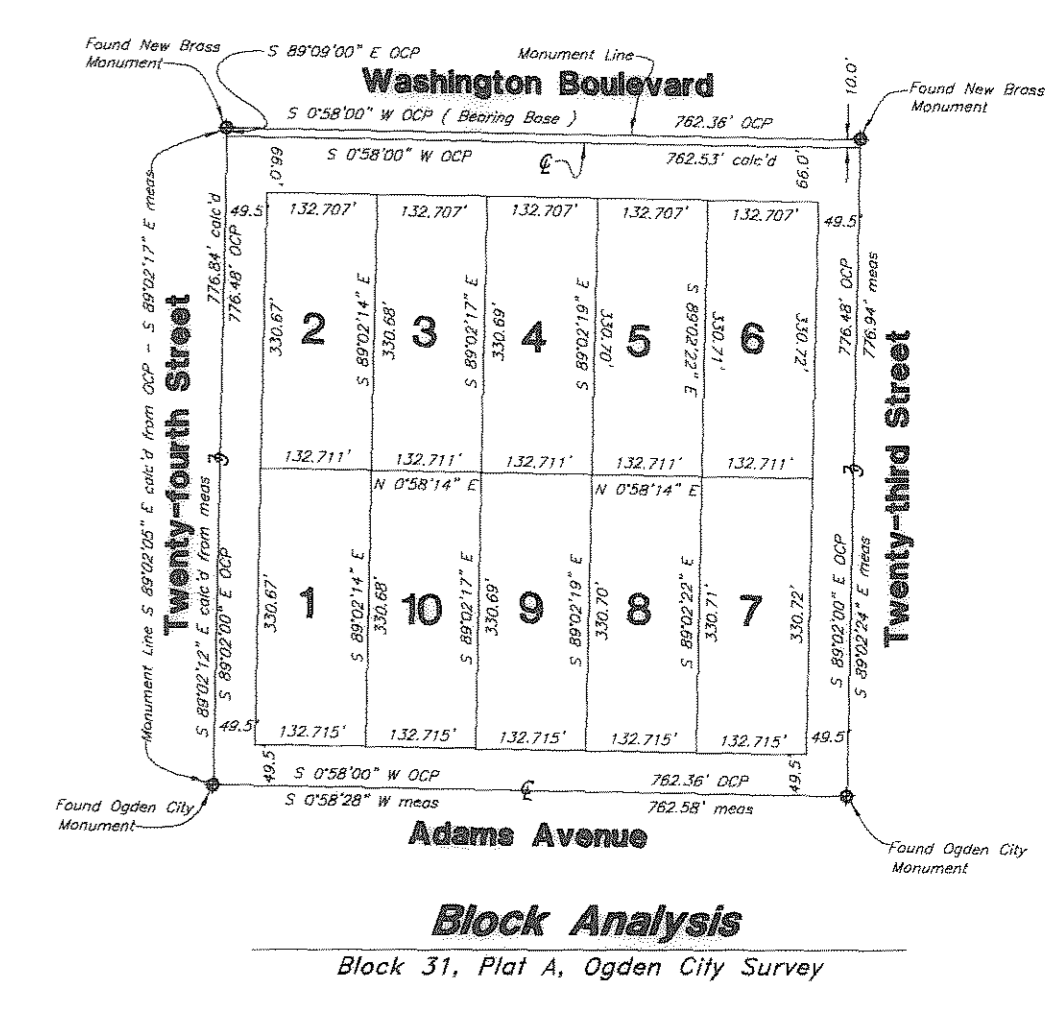 Found New Brass
Monument
S 89°09'00" E OCP
Monument Line
Washington Boulevard
10.0'
Found New Brass
Monument
S 0°58'00" W OCP ( Bearing Base )
762.36' OCP
S 0°58'00" W OCP
℄
762.53' calc'd
66.0'
66.0'
49.5'
132.707'
132.707'
132.707'
132.707'
132.707'
49.5'
776.84' calc'd
776.48' OCP
330.67'
2
S 89°02'14" E
330.68'
3
S 89°02'17" E
330.69'
4
S 89°02'19" E
330.70'
5
S 89°02'22" E
330.71'
6
330.72'
776.48' OCP
776.94' meas
Twenty-fourth Street
Twenty-third Street
Monument Line S 89°02'05" E calc'd from OCP - S 89°02'17" E meas
132.711'
132.711'
132.711'
132.711'
132.711'
℄
℄
N 0°58'14" E
N 0°58'14" E
S 89°02'12" E calc'd from meas
S 89°02'00" E OCP
330.67'
1
S 89°02'14" E
330.68'
10
S 89°02'17" E
330.69'
9
S 89°02'19" E
330.70'
8
S 89°02'22" E
330.71'
7
330.72'
S 89°02'00" E OCP
S 89°02'24" E meas
49.5'
132.715'
132.715'
132.715'
132.715'
132.715'
49.5'
49.5'
49.5'
S 0°58'00" W OCP
℄
762.36' OCP
S 0°58'28" W meas
762.58' meas
Found Ogden City
Monument
Adams Avenue
Found Ogden City
Monument
Block Analysis
Block 31, Plat A, Ogden City Survey